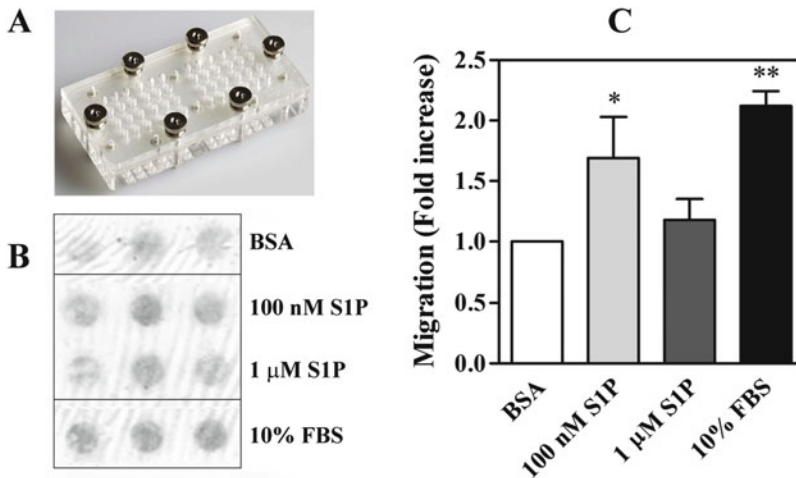 A
B
BSA
100 nM S1P
1 μM S1P
10% FBS
C
Migration (Fold increase)
2.5
2.0
1.5
1.0
0.5
0.0
*
**
BSA
100 nM S1P
1 μM S1P
10% FBS